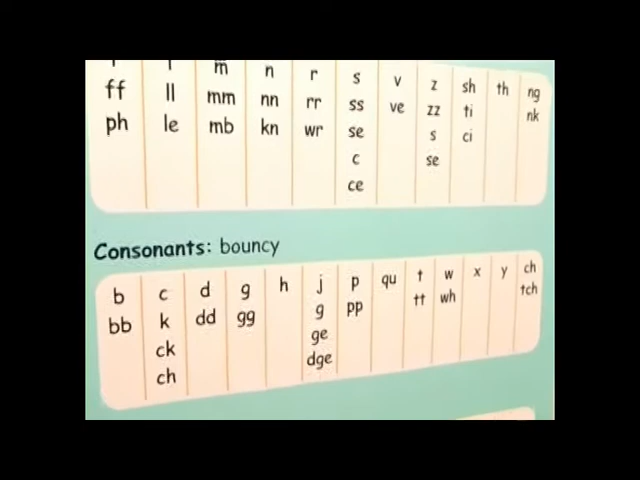 f l m n r s v z sh th ng
ff ll mm nn rr ss ve zz ti nk
ph le mb kn wr se s ci
c se
ce
Consonants: bouncy
b c d g h j p qu t w x y ch
bb k dd gg g pp tt wh tch
ck ge
ch dge